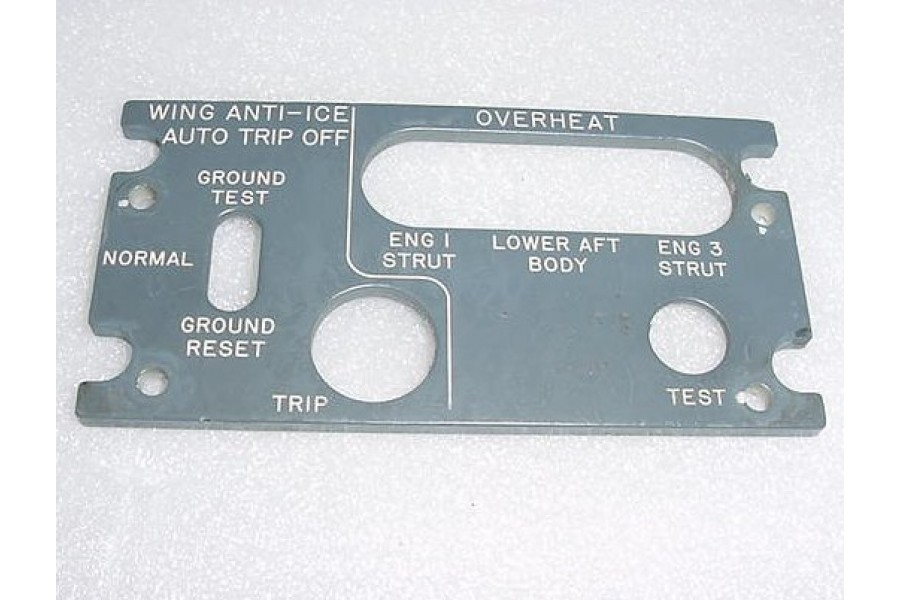 WING ANTI-ICE
AUTO TRIP OFF
GROUND
TEST
NORMAL
GROUND
RESET
TRIP
OVERHEAT
ENG 1
STRUT
LOWER AFT
BODY
ENG 3
STRUT
TEST